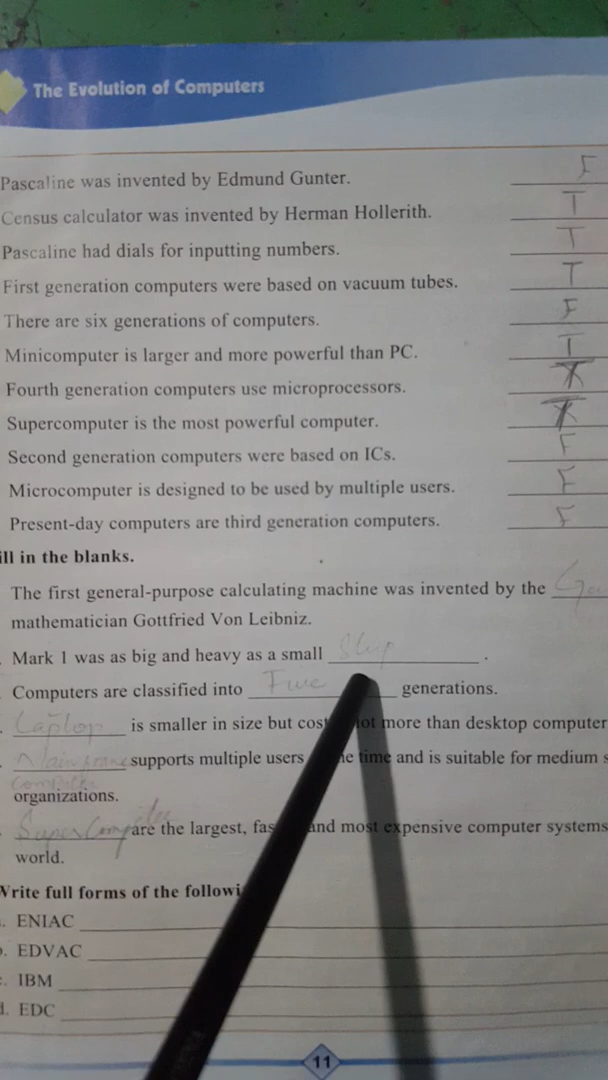 The Evolution of Computers
Pascaline was invented by Edmund Gunter. F
Census calculator was invented by Herman Hollerith. T
Pascaline had dials for inputting numbers. T
First generation computers were based on vacuum tubes. T
There are six generations of computers. F
Minicomputer is larger and more powerful than PC. T
Fourth generation computers use microprocessors.
Supercomputer is the most powerful computer.
Second generation computers were based on ICs. F
Microcomputer is designed to be used by multiple users. F
Present-day computers are third generation computers. F
ill in the blanks.
The first general-purpose calculating machine was invented by the
mathematician Gottfried Von Leibniz.
Mark 1 was as big and heavy as a small .
Computers are classified into Five generations.
Laptop is smaller in size but cost lot more than desktop computer
supports multiple users time and is suitable for medium s
computer
organizations.
Supercomputer are the largest, fas and most expensive computer systems
world.
Write full forms of the followi
. ENIAC
. EDVAC
. IBM
d. EDC
11